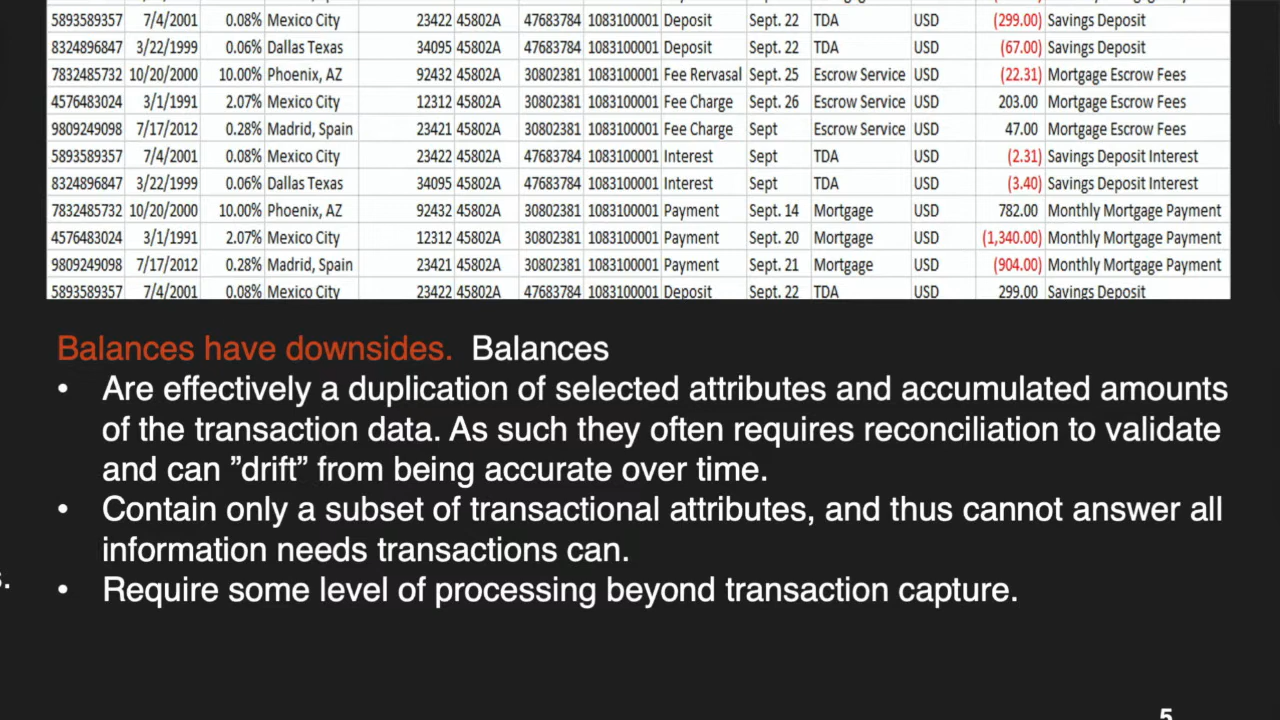 5893589357 7/4/2001 0.08% Mexico City 23422 45802A 47683784 1083100001 Deposit Sept. 22 TDA USD (299.00) Savings Deposit
8324896847 3/22/1999 0.06% Dallas Texas 34095 45802A 47683784 1083100001 Deposit Sept. 22 TDA USD (67.00) Savings Deposit
7832485732 10/20/2000 10.00% Phoenix, AZ 92432 45802A 30802381 1083100001 Fee Rervasal Sept. 25 Escrow Service USD (22.31) Mortgage Escrow Fees
4576483024 3/1/1991 2.07% Mexico City 12312 45802A 30802381 1083100001 Fee Charge Sept. 26 Escrow Service USD 203.00 Mortgage Escrow Fees
9809249098 7/17/2012 0.28% Madrid, Spain 23421 45802A 30802381 1083100001 Fee Charge Sept Escrow Service USD 47.00 Mortgage Escrow Fees
5893589357 7/4/2001 0.08% Mexico City 23422 45802A 47683784 1083100001 Interest Sept TDA USD (2.31) Savings Deposit Interest
8324896847 3/22/1999 0.06% Dallas Texas 34095 45802A 47683784 1083100001 Interest Sept TDA USD (3.40) Savings Deposit Interest
7832485732 10/20/2000 10.00% Phoenix, AZ 92432 45802A 30802381 1083100001 Payment Sept. 14 Mortgage USD 782.00 Monthly Mortgage Payment
4576483024 3/1/1991 2.07% Mexico City 12312 45802A 30802381 1083100001 Payment Sept. 20 Mortgage USD (1,340.00) Monthly Mortgage Payment
9809249098 7/17/2012 0.28% Madrid, Spain 23421 45802A 30802381 1083100001 Payment Sept. 21 Mortgage USD (904.00) Monthly Mortgage Payment
5893589357 7/4/2001 0.08% Mexico City 23422 45802A 47683784 1083100001 Deposit Sept. 22 TDA USD 299.00 Savings Deposit
Balances have downsides. Balances
• Are effectively a duplication of selected attributes and accumulated amounts
of the transaction data. As such they often requires reconciliation to validate
and can ”drift” from being accurate over time.
• Contain only a subset of transactional attributes, and thus cannot answer all
information needs transactions can.
• Require some level of processing beyond transaction capture.
5